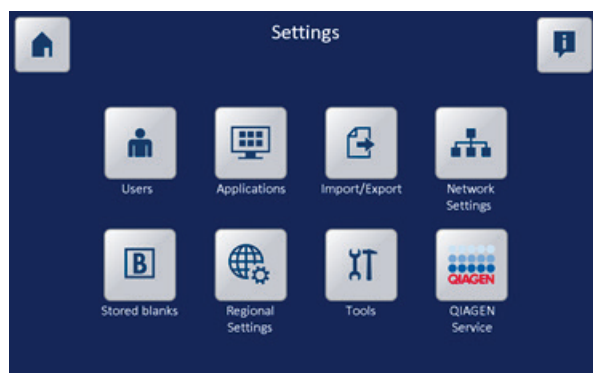 Settings
Users
Applications
Import/Export
Network
Settings
B
QIAGEN
Stored blanks
Regional
Settings
Tools
QIAGEN
Service